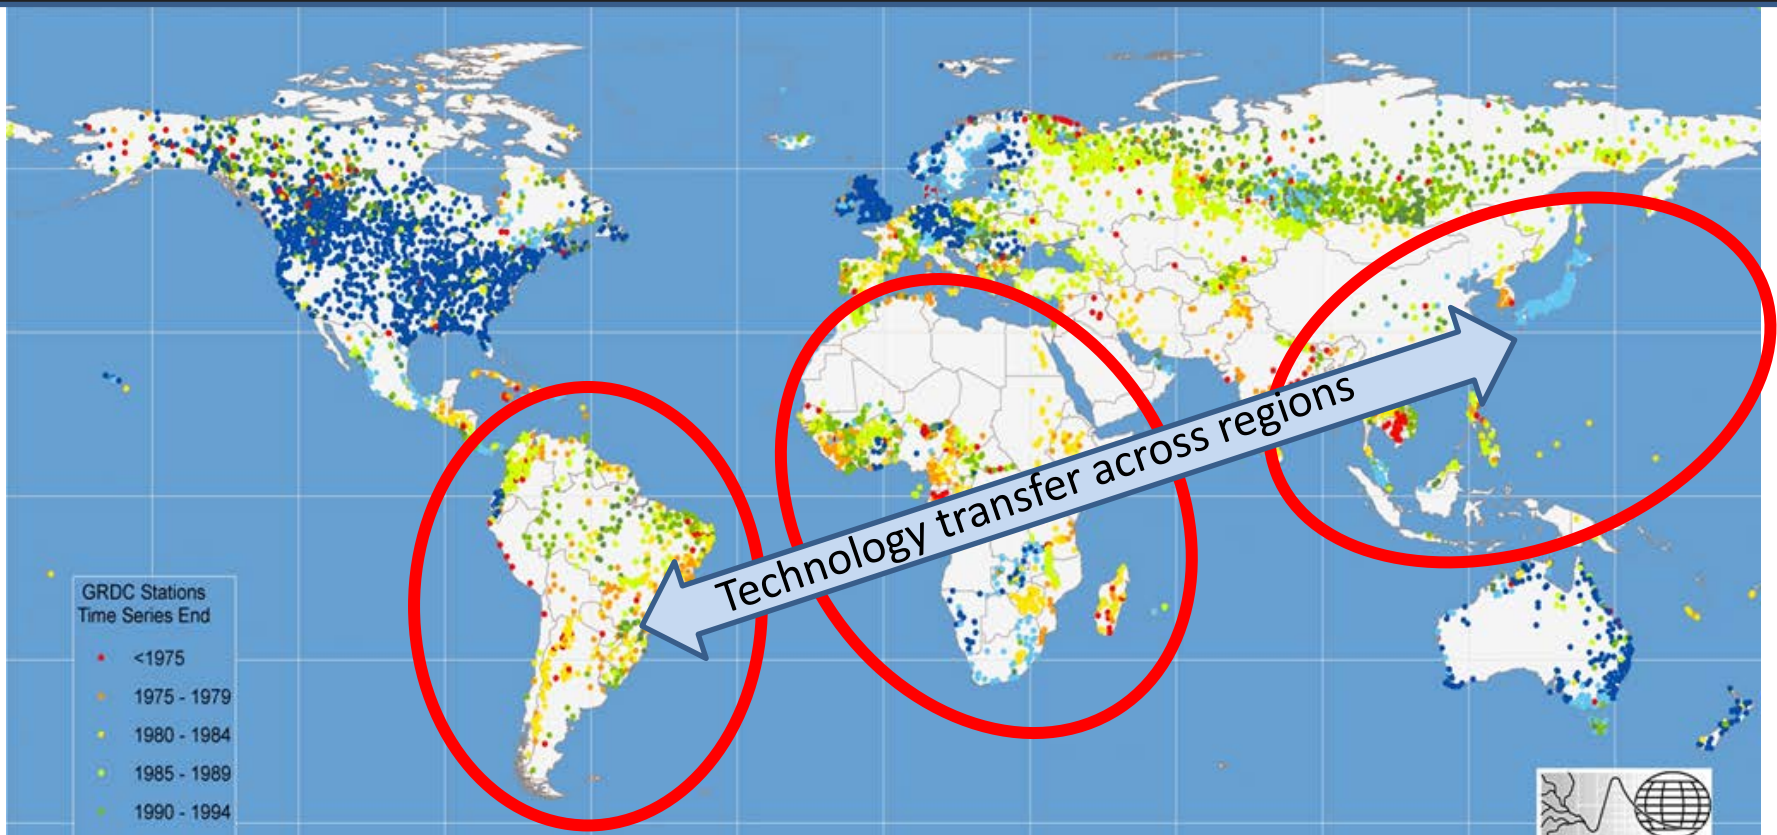 Technology transfer across regions
GRDC Stations
Time Series End
<1975
1975 - 1979
1980 - 1984
1985 - 1989
1990 - 1994